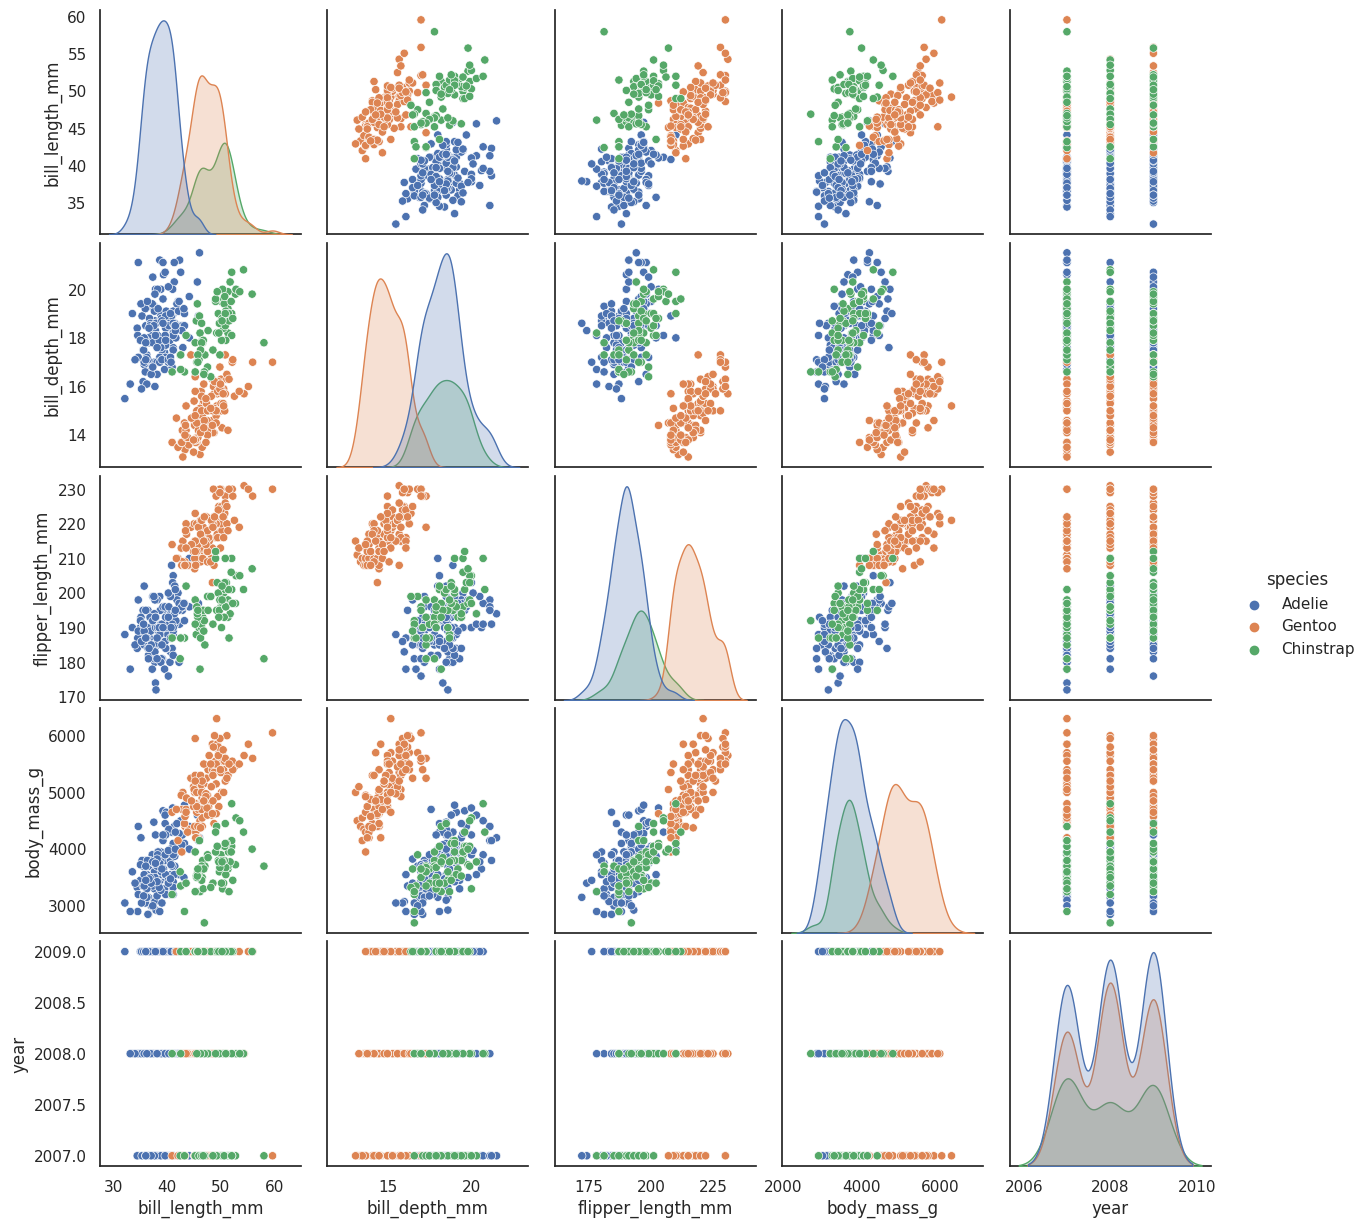 60
55
50
45
40
35
bill_length_mm
20
18
16
14
bill_depth_mm
230
220
210
200
190
180
170
flipper_length_mm
species
Adelie
Gentoo
Chinstrap
6000
5000
4000
3000
body_mass_g
2009.0
2008.5
2008.0
2007.5
2007.0
year
30 40 50 60
15 20
175 200 225
2000 4000 6000
2006 2008 2010
bill_length_mm
bill_depth_mm
flipper_length_mm
body_mass_g
year